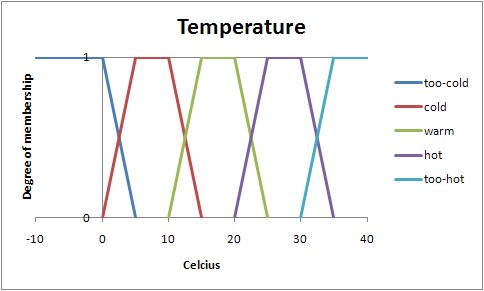 Temperature
Degree of membership
1
0
-10 0 10 20 30 40
Celcius
too-cold
cold
warm
hot
too-hot